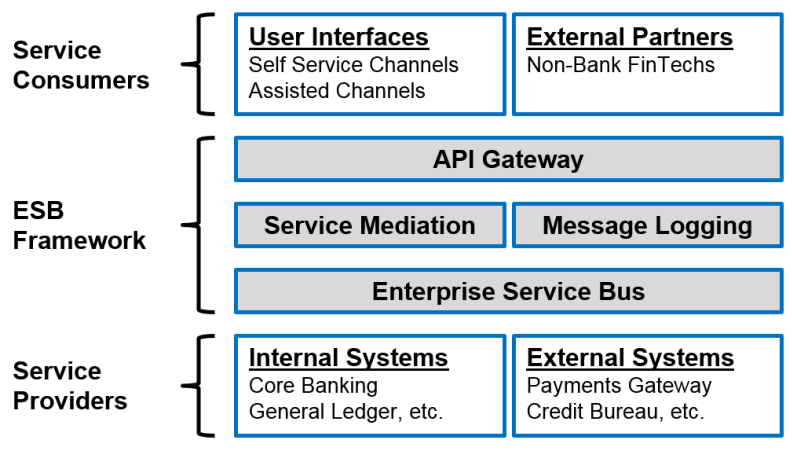 Service
Consumers
User Interfaces
Self Service Channels
Assisted Channels
External Partners
Non-Bank FinTechs
ESB
Framework
API Gateway
Service Mediation
Message Logging
Enterprise Service Bus
Service
Providers
Internal Systems
Core Banking
General Ledger, etc.
External Systems
Payments Gateway
Credit Bureau, etc.